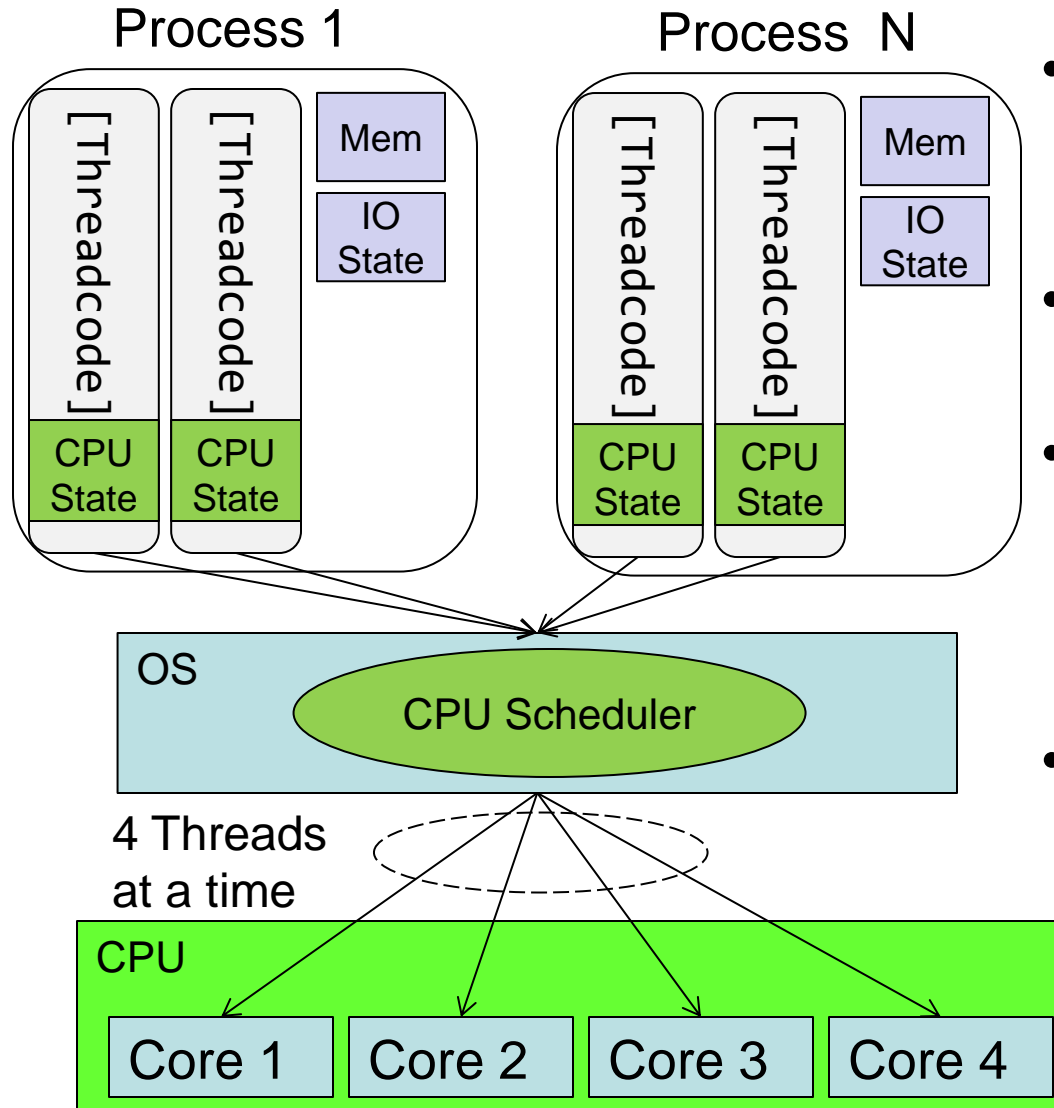 Process 1
Process N
[Threadcode]
[Threadcode]
Mem
IO
State
CPU
State
CPU
State
[Threadcode]
[Threadcode]
Mem
IO
State
CPU
State
CPU
State
OS
CPU Scheduler
4 Threads
at a time
CPU
Core 1
Core 2
Core 3
Core 4